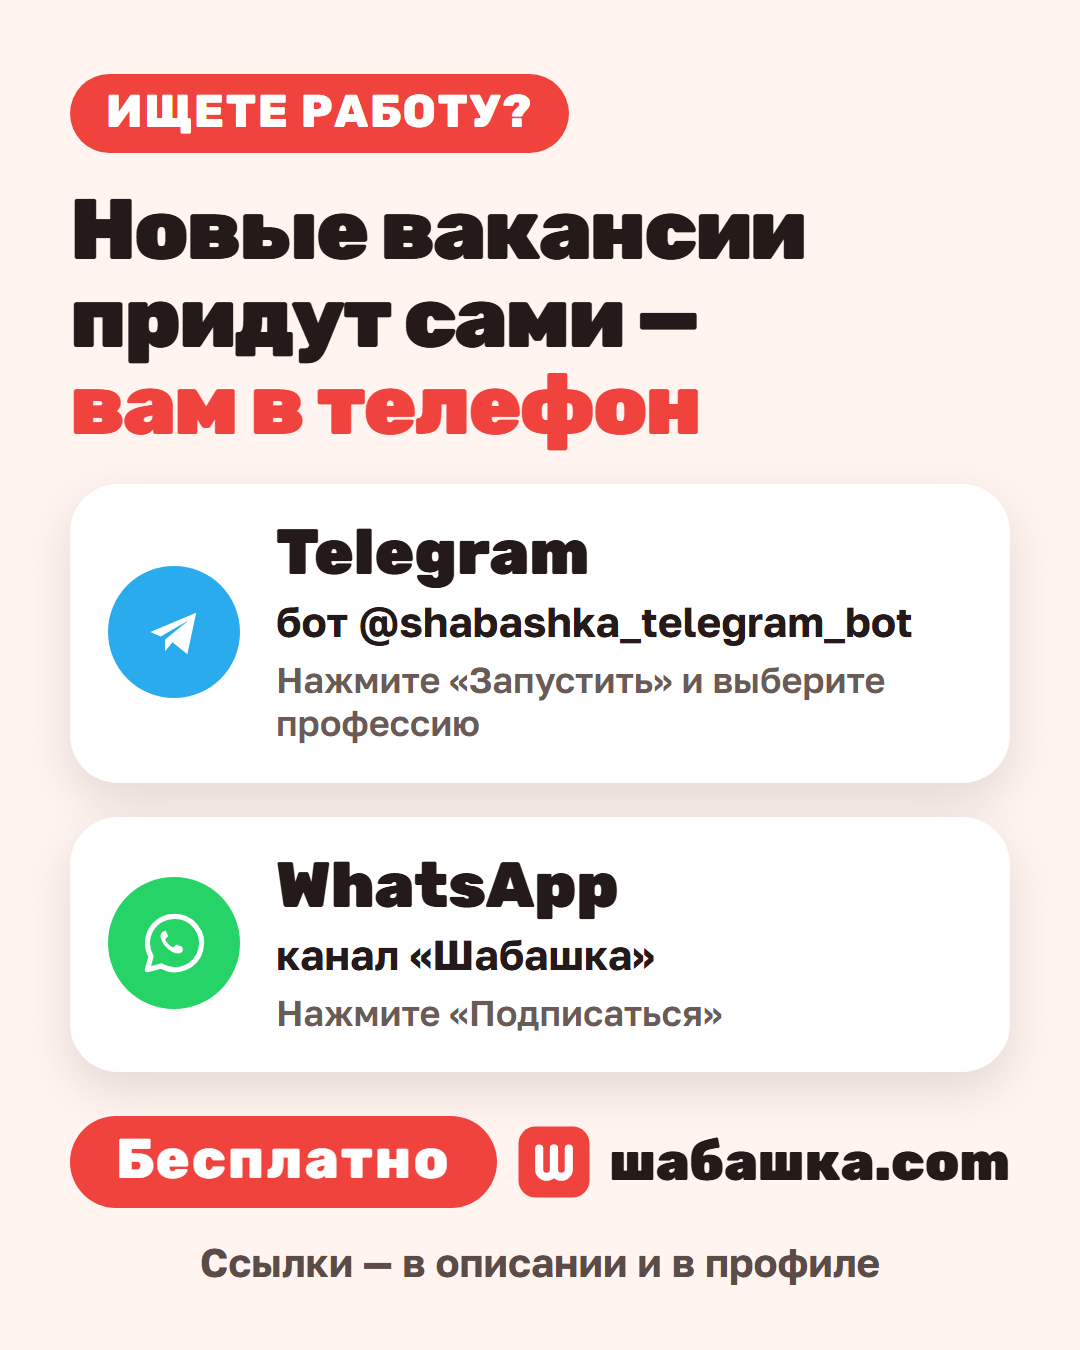 ИЩЕТЕ РАБОТУ?
Новые вакансии
придут сами —
вам в телефон
Telegram
бот @shabashka_telegram_bot
Нажмите «Запустить» и выберите
профессию
WhatsApp
канал «Шабашка»
Нажмите «Подписаться»
Бесплатно
шабашка.com
Ссылки — в описании и в профиле